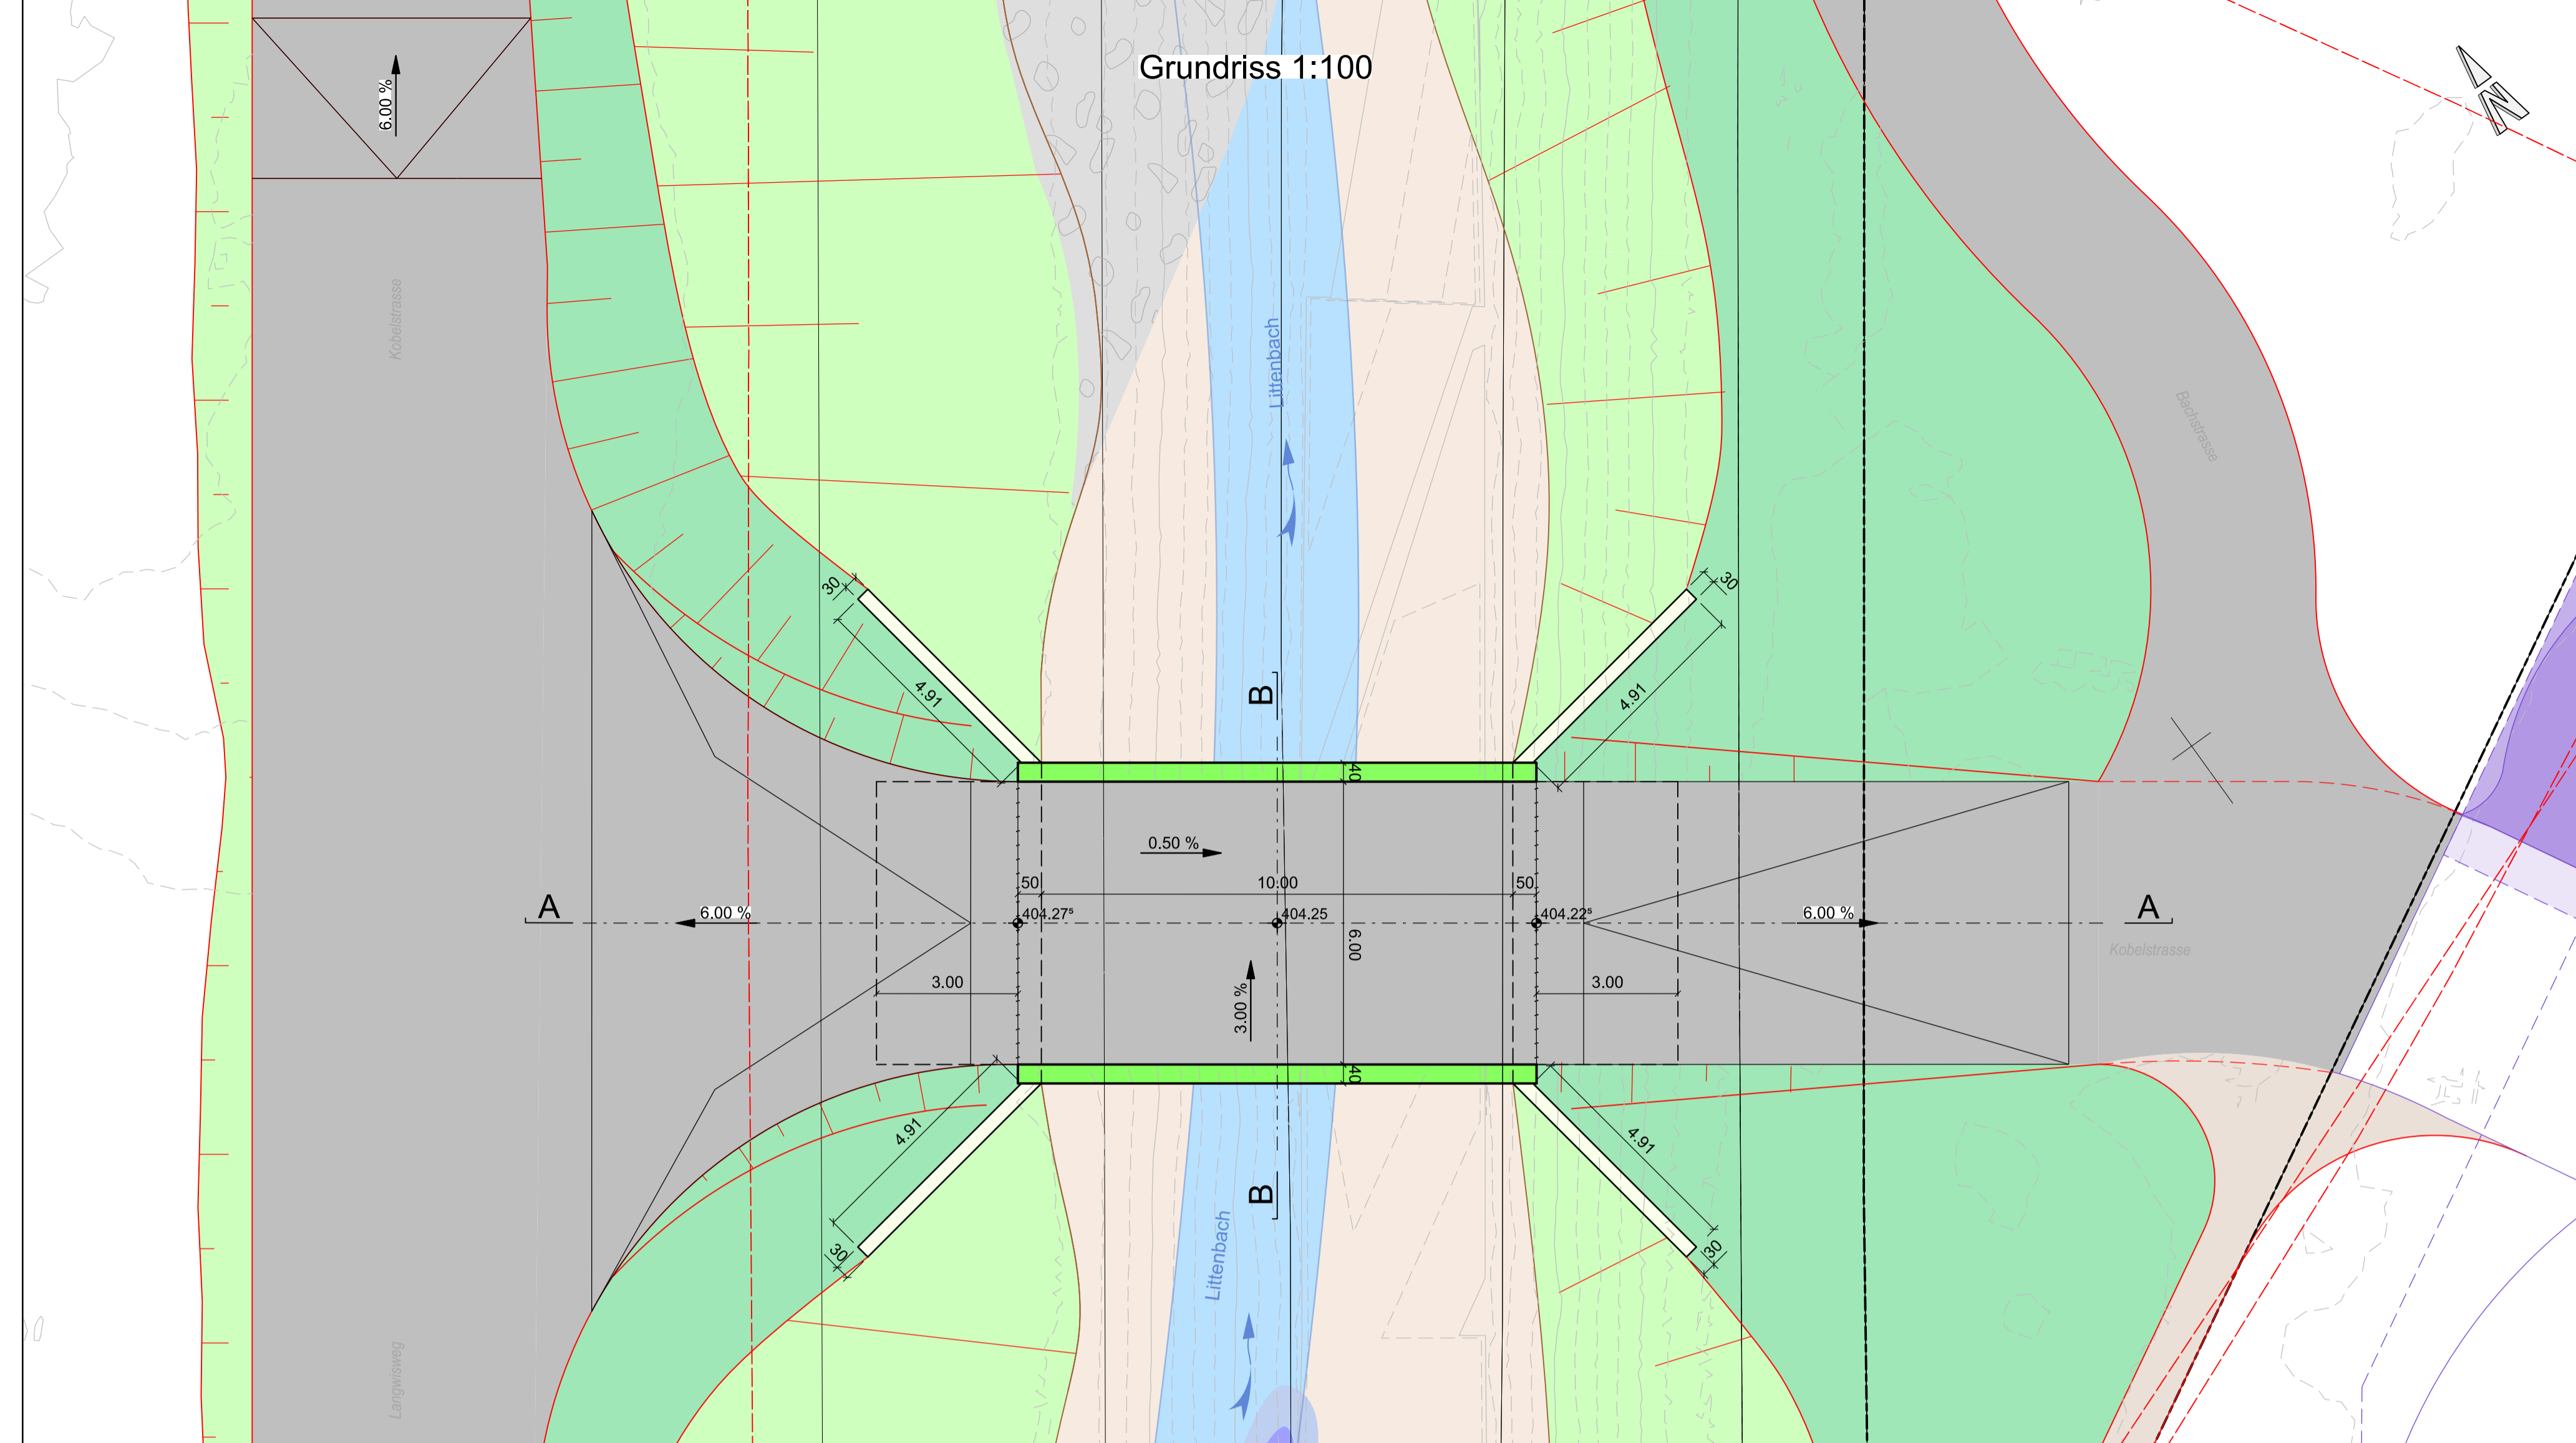 Grundriss 1:100
N
6.00 %
Kobelstrasse
Littenbach
Bachstrasse
30
4.91
30
4.91
B
40
0.50 %
50
10.00
50
A
6.00 %
404.27⁵
404.25
404.22⁵
6.00 %
A
6.00
Kobelstrasse
3.00
3.00 %
3.00
40
4.91
30
B
4.91
30
Littenbach
Langwisweg